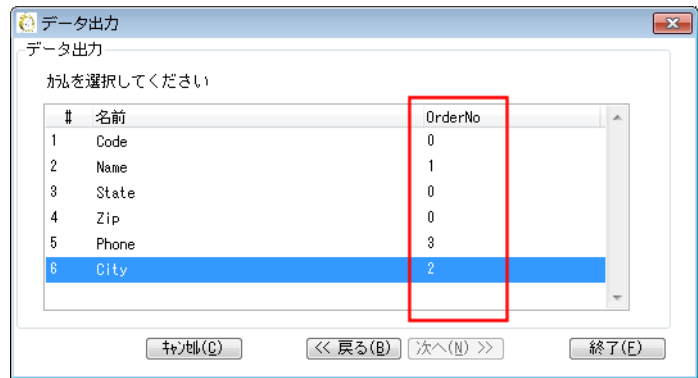 データ出力
データ出力
ｶﾗﾑを選択してください
# 名前 OrderNo
1 Code 0
2 Name 1
3 State 0
4 Zip 0
5 Phone 3
6 City 2
ｷｬﾝｾﾙ(C) << 戻る(B) 次へ(N) >> 終了(F)